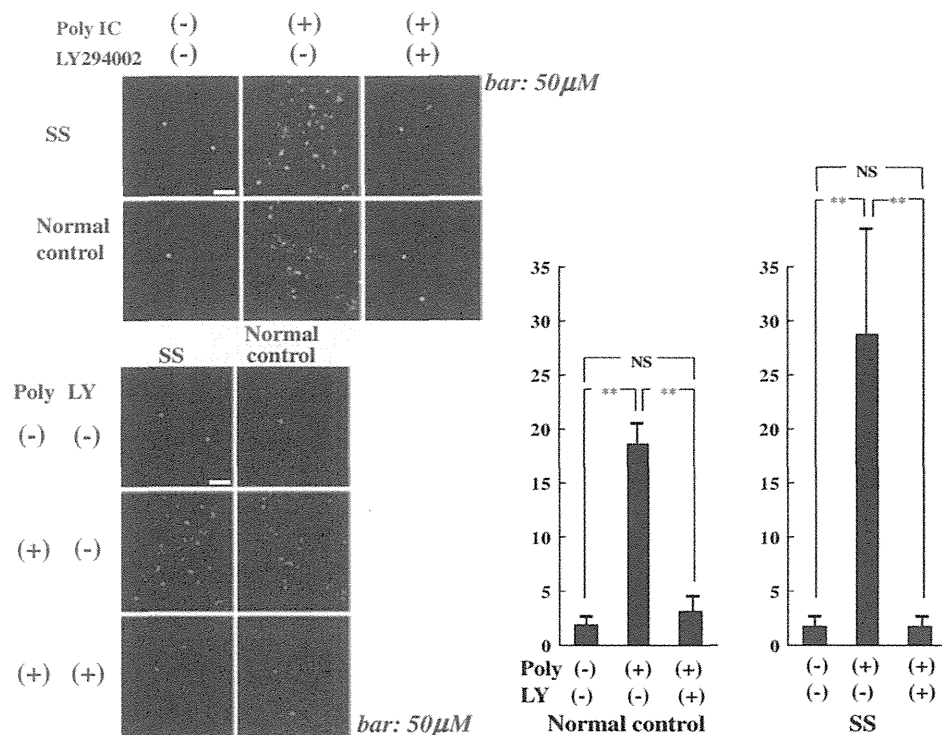 Poly IC (-) (+) (+)
LY294002 (-) (-) (+)
bar: 50µM
SS
Normal
control
SS Normal
control
Poly LY
(-) (-)
(+) (-)
(+) (+)
bar: 50µM
NS
** **
35
30
25
20
15
10
5
0
Poly (-) (+) (+)
LY (-) (-) (+)
Normal control
NS
** **
35
30
25
20
15
10
5
0
(-) (+) (+)
(-) (-) (+)
SS